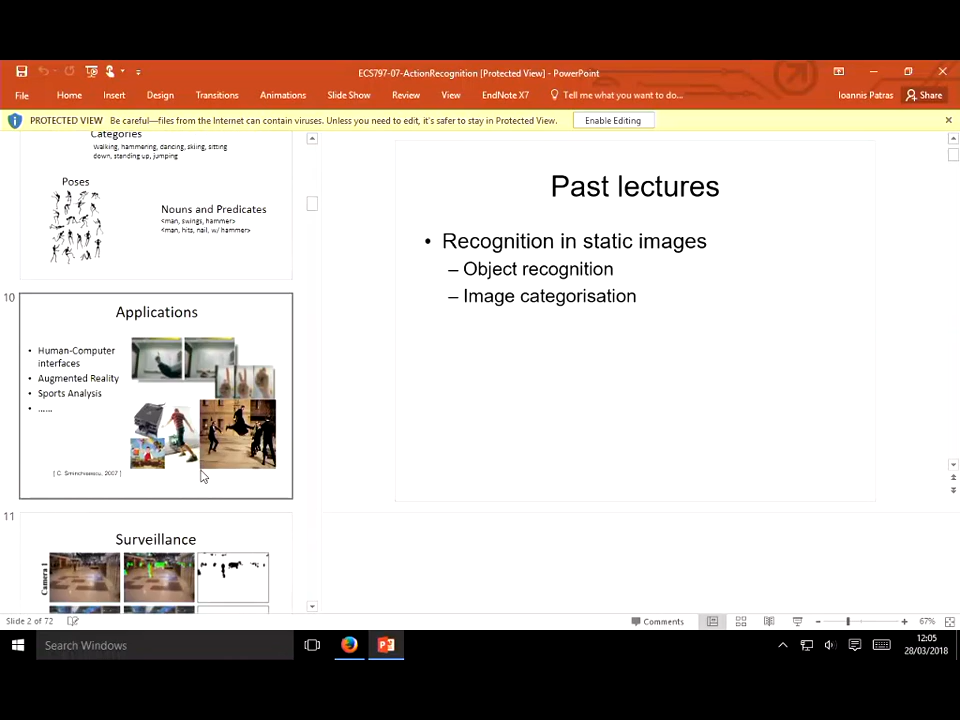 ECS797-07-ActionRecognition [Protected View] - PowerPoint
File Home Insert Design Transitions Animations Slide Show Review View EndNote X7 Tell me what you want to do... Ioannis Patras Share
PROTECTED VIEW Be careful—files from the Internet can contain viruses. Unless you need to edit, it's safer to stay in Protected View. Enable Editing
Categories
walking, hammering, dancing, skiing, sitting
down, standing up, jumping
Poses
Nouns and Predicates
<man, swings, hammer>
<man, hits, nail, w/ hammer>
10
Applications
• Human-Computer
interfaces
• Augmented Reality
• Sports Analysis
• ......
[ C. Sminchisescu, 2007 ]
11
Surveillance
Camera 1
Past lectures
• Recognition in static images
– Object recognition
– Image categorisation
Slide 2 of 72
Comments
67%
Search Windows
12:05
28/03/2018